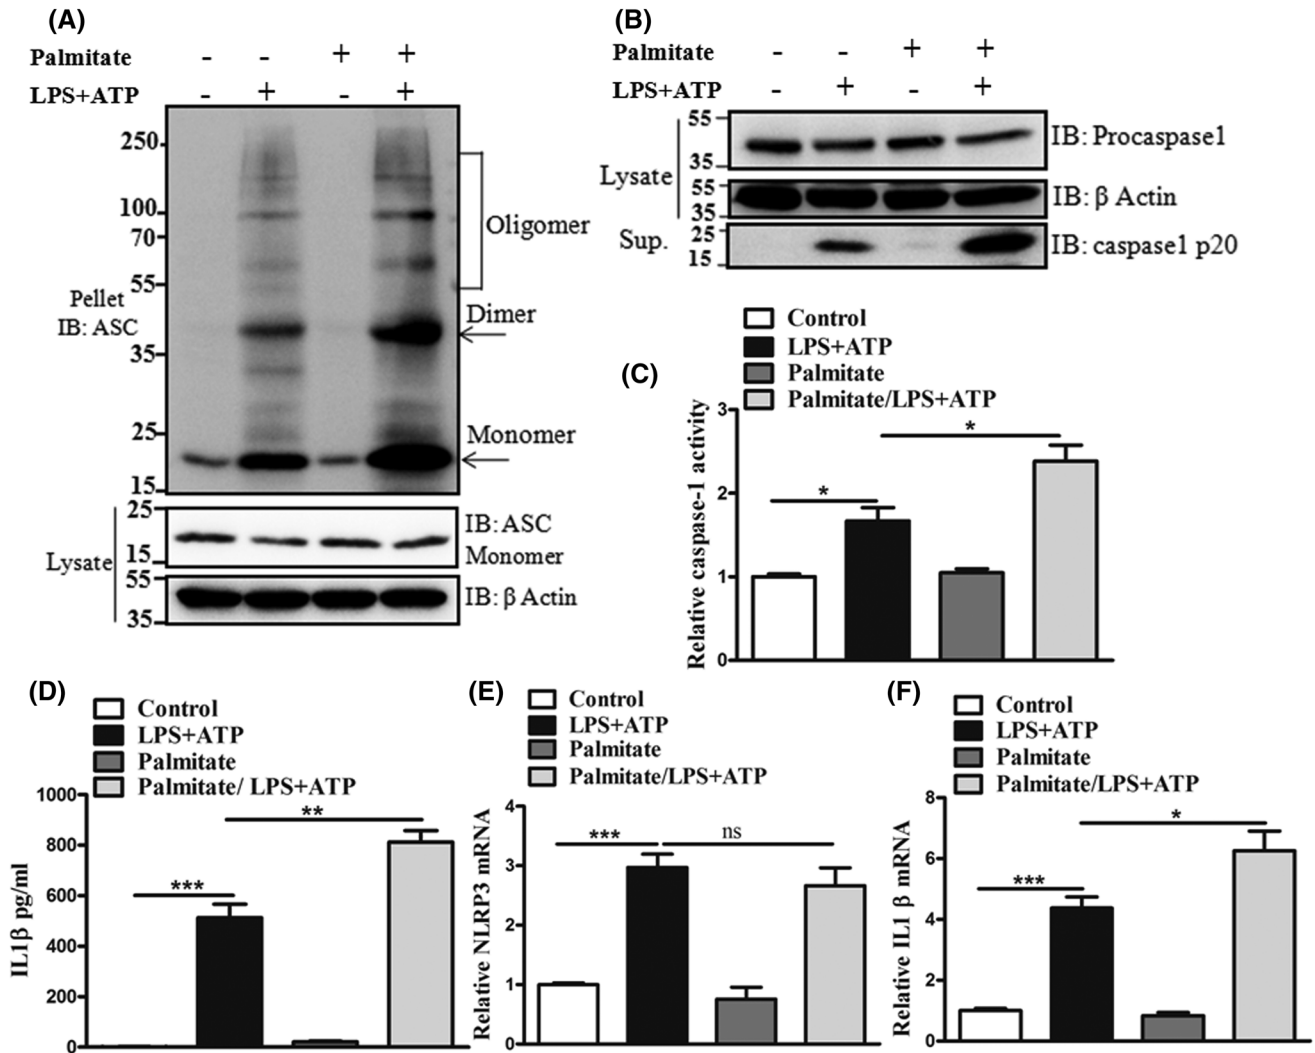 (A)
Palmitate - - + +
LPS+ATP - + - +
250
100
70
55
35
25
15
Pellet
IB: ASC
Oligomer
Dimer
Monomer
25
15
55
35
Lysate
IB: ASC
Monomer
IB: β Actin
(B)
Palmitate - - + +
LPS+ATP - + - +
55
35
55
35
25
15
Lysate
Sup.
IB: Procaspase1
IB: β Actin
IB: caspase1 p20
(C)
Control
LPS+ATP
Palmitate
Palmitate/LPS+ATP
Relative caspase-1 activity
3
2
1
0
*
*
(D)
Control
LPS+ATP
Palmitate
Palmitate/ LPS+ATP
IL1β pg/ml
1000
800
600
400
200
0
***
**
(E)
Control
LPS+ATP
Palmitate
Palmitate/LPS+ATP
Relative NLRP3 mRNA
4
3
2
1
0
***
ns
(F)
Control
LPS+ATP
Palmitate
Palmitate/LPS+ATP
Relative IL1 β mRNA
8
6
4
2
0
***
*